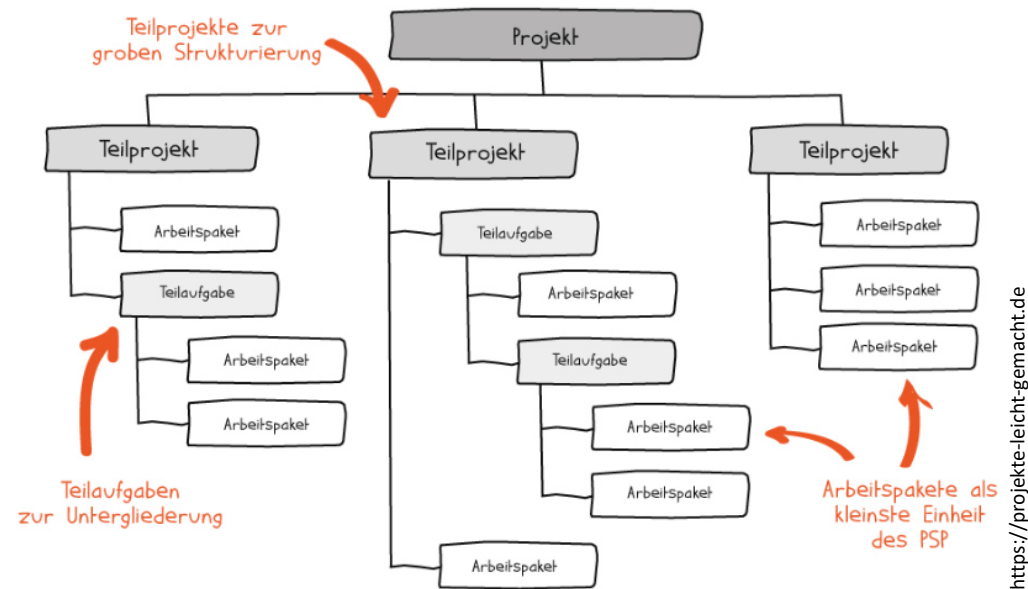 Teilprojekte zur
groben Strukturierung
Projekt
Teilprojekt
Teilprojekt
Teilprojekt
Arbeitspaket
Teilaufgabe
Arbeitspaket
Arbeitspaket
Teilaufgaben
zur Untergliederung
Teilaufgabe
Arbeitspaket
Teilaufgabe
Arbeitspaket
Arbeitspaket
Arbeitspaket
Arbeitspaket
Arbeitspaket
Arbeitspaket
Arbeitspakete als
kleinste Einheit
des PSP
https://projekte-leicht-gemacht.de